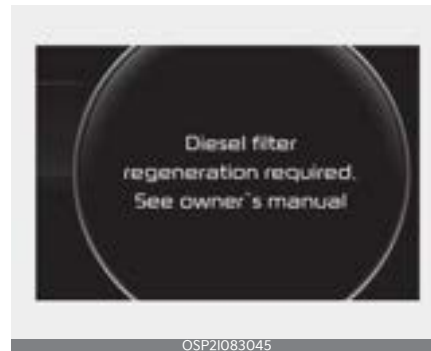 Diesel filter
regeneration required.
See owner`s manual
OSP2I083045